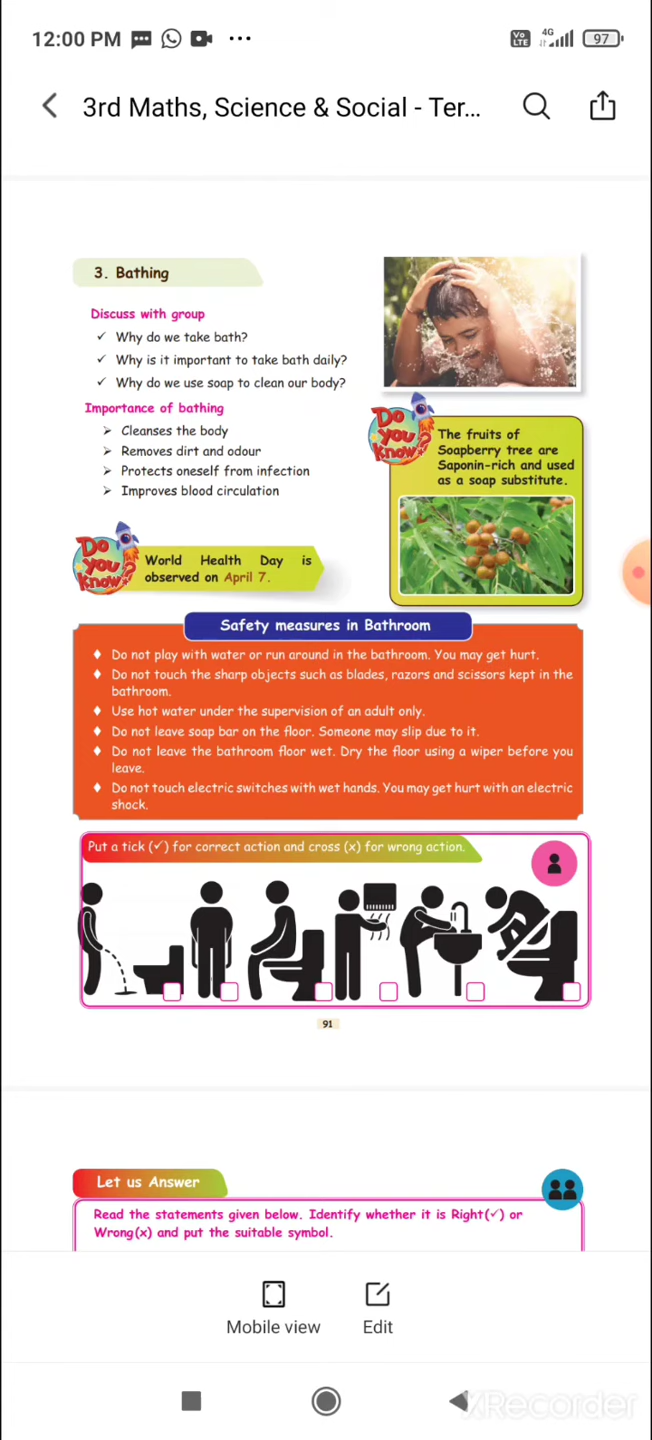 12:00 PM
Vo LTE 4G 97
3rd Maths, Science & Social - Ter...
3. Bathing
Discuss with group
✓ Why do we take bath?
✓ Why is it important to take bath daily?
✓ Why do we use soap to clean our body?
Importance of bathing
➢ Cleanses the body
➢ Removes dirt and odour
➢ Protects oneself from infection
➢ Improves blood circulation
Do you know?
The fruits of
Soapberry tree are
Saponin-rich and used
as a soap substitute.
Do you know?
World Health Day is
observed on April 7.
Safety measures in Bathroom
♦ Do not play with water or run around in the bathroom. You may get hurt.
♦ Do not touch the sharp objects such as blades, razors and scissors kept in the
bathroom.
♦ Use hot water under the supervision of an adult only.
♦ Do not leave soap bar on the floor. Someone may slip due to it.
♦ Do not leave the bathroom floor wet. Dry the floor using a wiper before you
leave.
♦ Do not touch electric switches with wet hands. You may get hurt with an electric
shock.
Put a tick (✓) for correct action and cross (x) for wrong action.
91
Let us Answer
Read the statements given below. Identify whether it is Right(✓) or
Wrong(x) and put the suitable symbol.
Mobile view
Edit
XRecorder